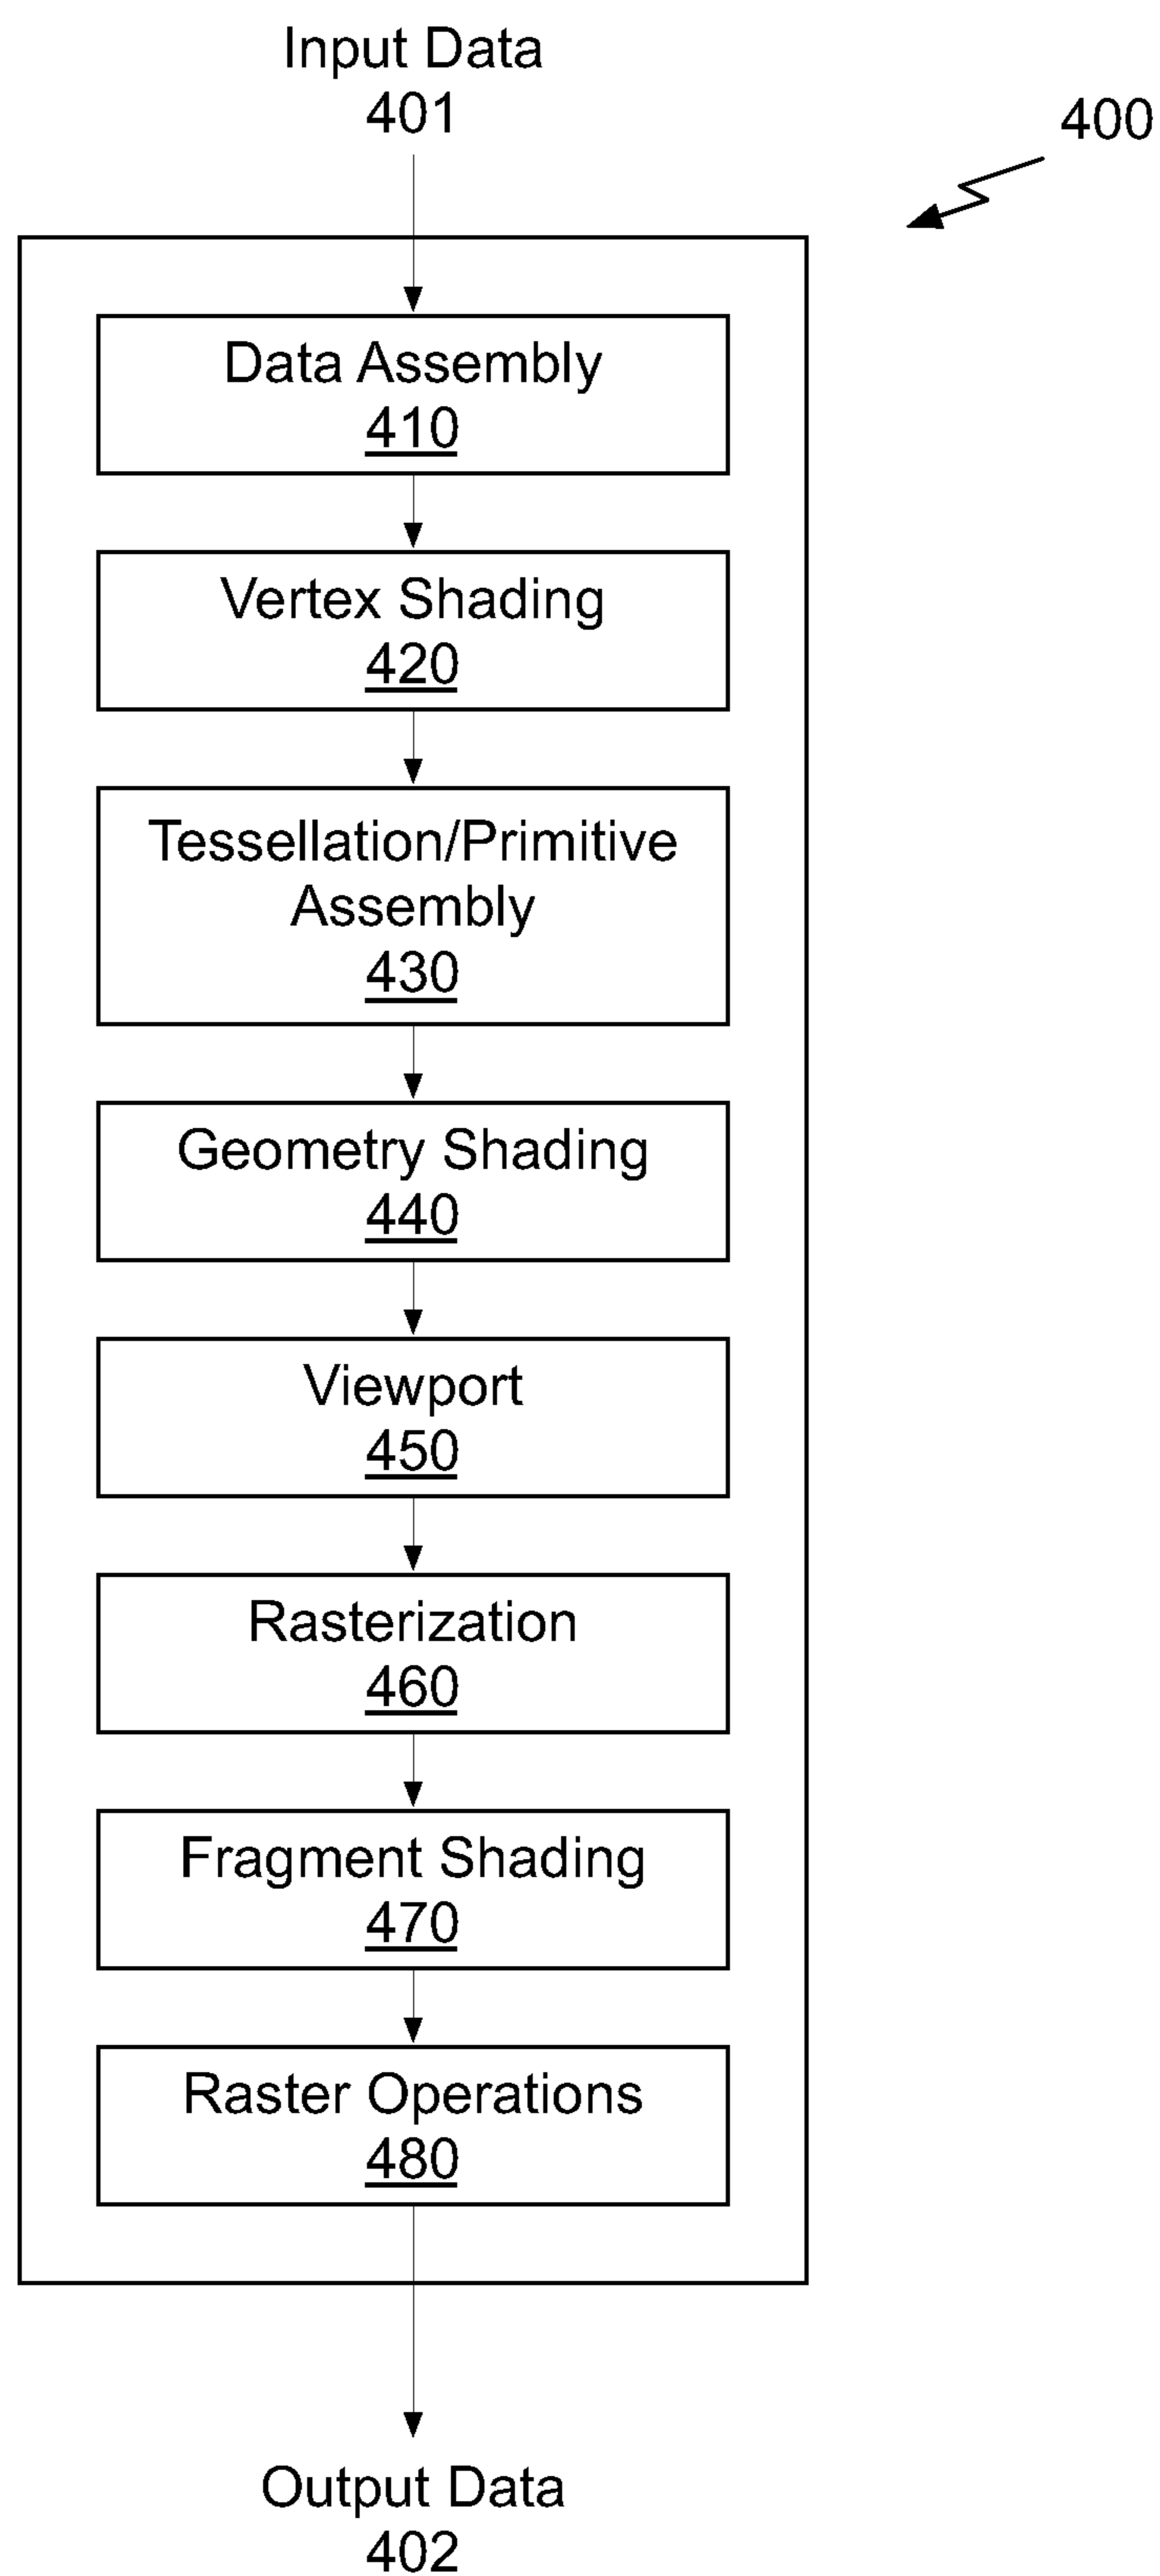 Input Data
401
400
Data Assembly
410
Vertex Shading
420
Tessellation/Primitive
Assembly
430
Geometry Shading
440
Viewport
450
Rasterization
460
Fragment Shading
470
Raster Operations
480
Output Data
402